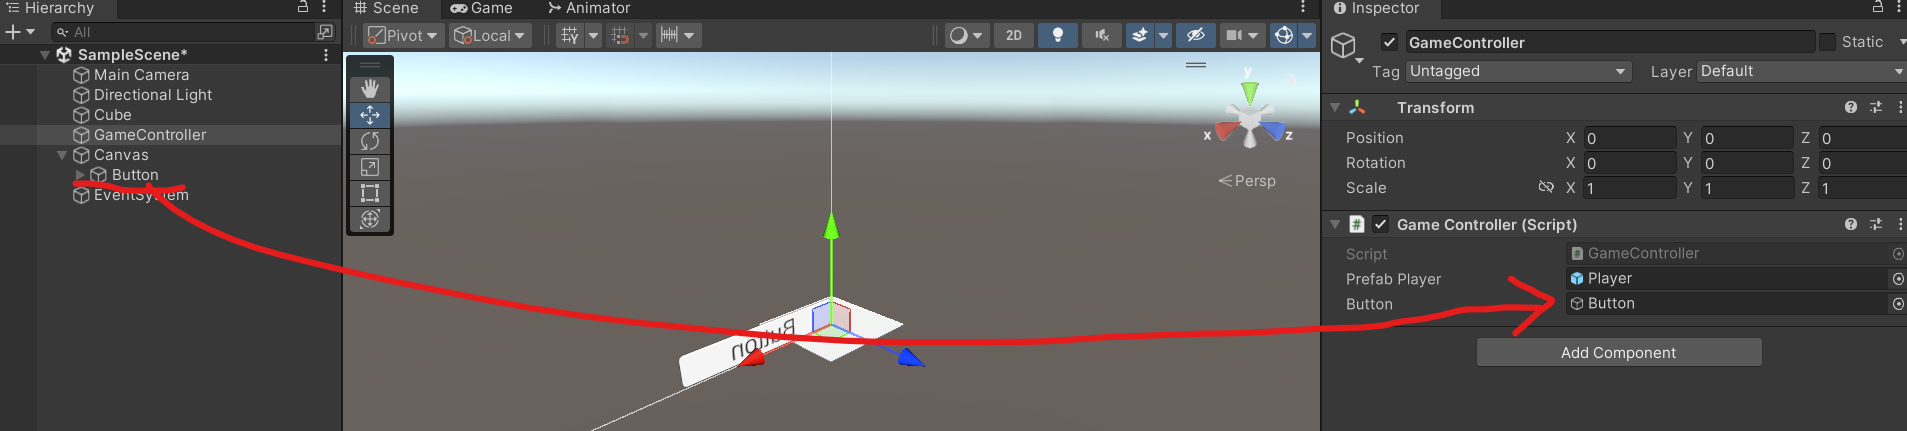 Hierarchy
All
SampleScene*
Main Camera
Directional Light
Cube
GameController
Canvas
Button
EventSystem
Scene
Game
Animator
Pivot
Local
2D
y
x
z
Persp
Button
Inspector
GameController
Static
Tag Untagged
Layer Default
Transform
Position X 0 Y 0 Z 0
Rotation X 0 Y 0 Z 0
Scale X 1 Y 1 Z 1
# Game Controller (Script)
Script # GameController
Prefab Player Player
Button Button
Add Component